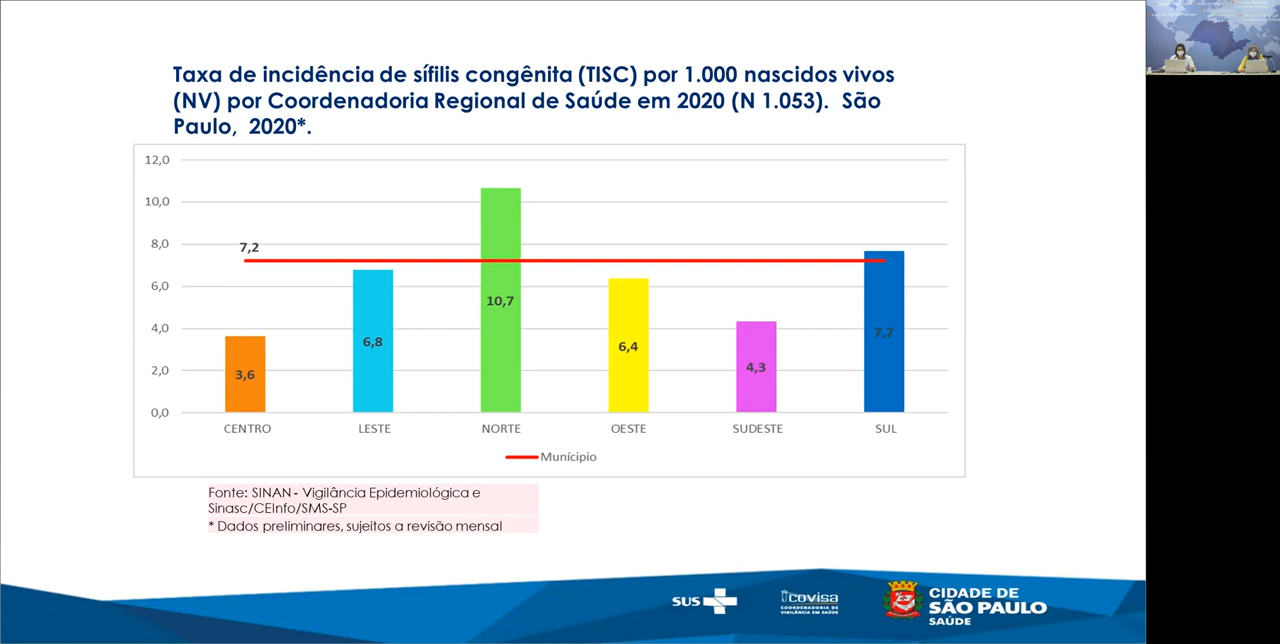 Taxa de incidência de sífilis congênita (TISC) por 1.000 nascidos vivos
(NV) por Coordenadoria Regional de Saúde em 2020 (N 1.053). São
Paulo, 2020*.
12,0
10,0
8,0
6,0
4,0
2,0
0,0
7,2
3,6
6,8
10,7
6,4
4,3
7,7
CENTRO LESTE NORTE OESTE SUDESTE SUL
Munícipio
Fonte: SINAN - Vigilância Epidemiológica e
Sinasc/CEInfo/SMS-SP
* Dados preliminares, sujeitos a revisão mensal
SUS
covisa
COORDENADORIA DE
VIGILÂNCIA EM SAÚDE
CIDADE DE
SÃO PAULO
SAÚDE